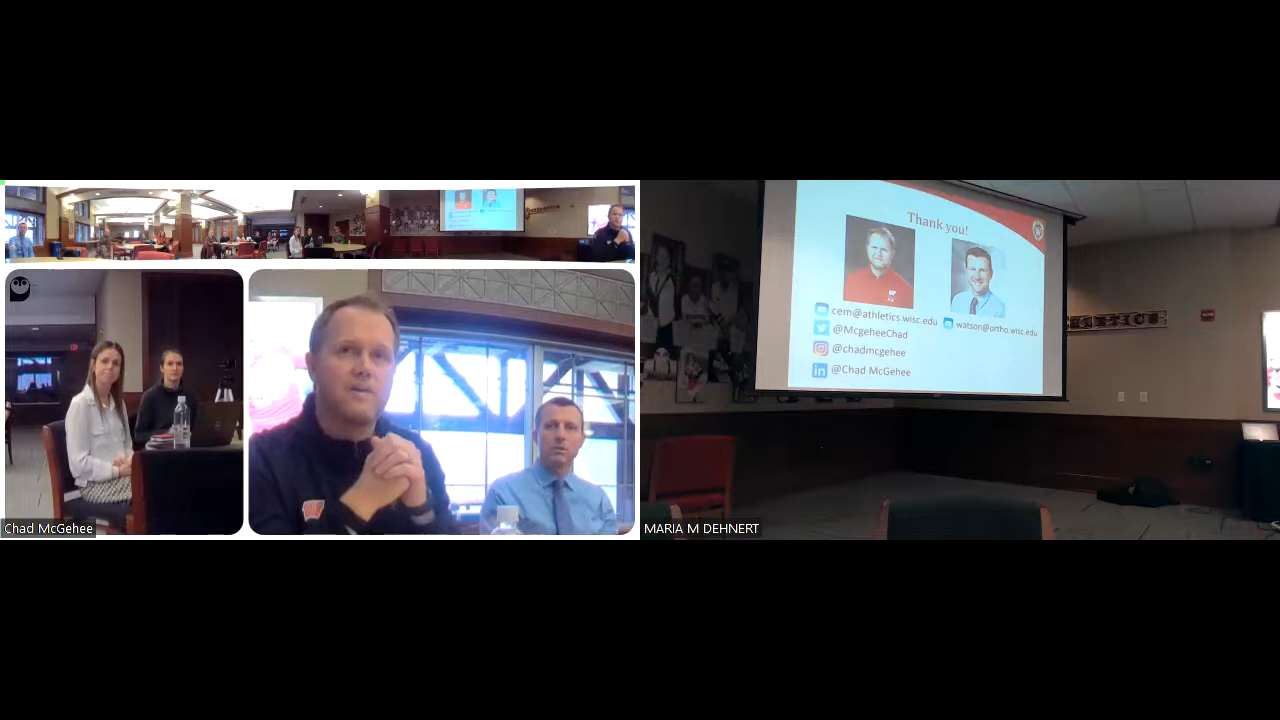 Thank you!
cem@athletics.wisc.edu
watson@ortho.wisc.edu
@McgeheeChad
@chadmcgehee
@Chad McGehee
Chad McGehee
MARIA M DEHNERT